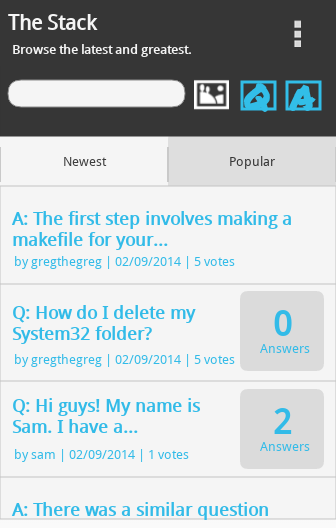 The Stack
Browse the latest and greatest.
Q A
Newest Popular
A: The first step involves making a
makefile for your...
by gregthegreg | 02/09/2014 | 5 votes
Q: How do I delete my
System32 folder?
by gregthegreg | 02/09/2014 | 5 votes
0
Answers
Q: Hi guys! My name is
Sam. I have a...
by sam | 02/09/2014 | 1 votes
2
Answers
A: There was a similar question